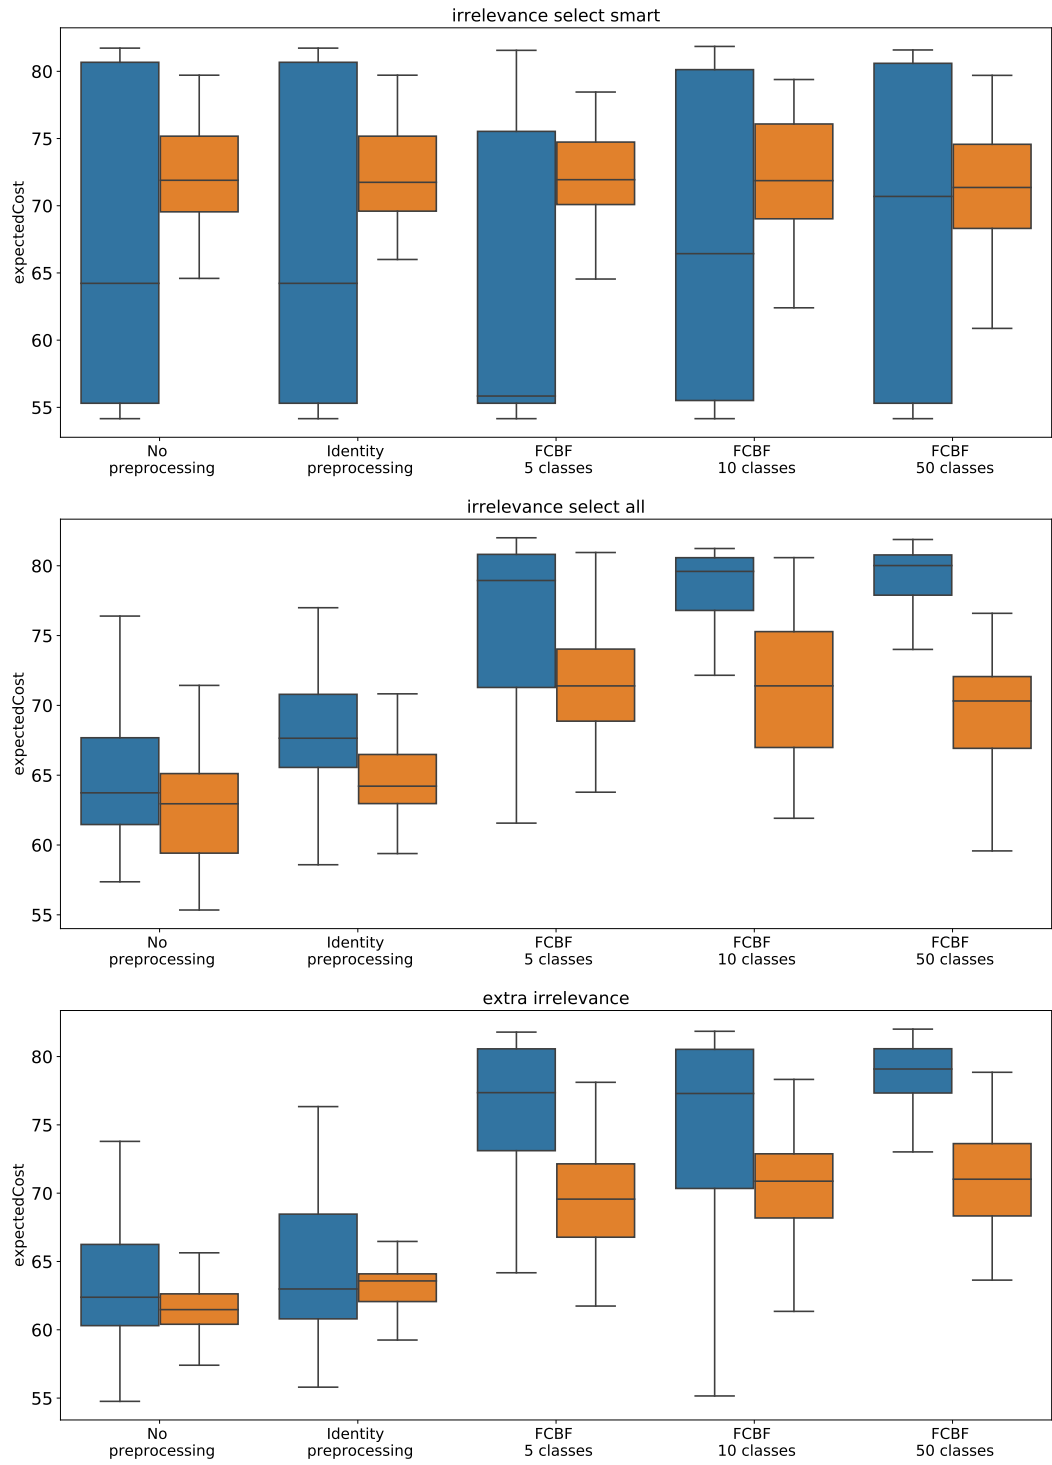 irrelevance select smart
expectedCost
80
75
70
65
60
55
No preprocessing
Identity preprocessing
FCBF 5 classes
FCBF 10 classes
FCBF 50 classes
irrelevance select all
expectedCost
80
75
70
65
60
55
No preprocessing
Identity preprocessing
FCBF 5 classes
FCBF 10 classes
FCBF 50 classes
extra irrelevance
expectedCost
80
75
70
65
60
55
No preprocessing
Identity preprocessing
FCBF 5 classes
FCBF 10 classes
FCBF 50 classes